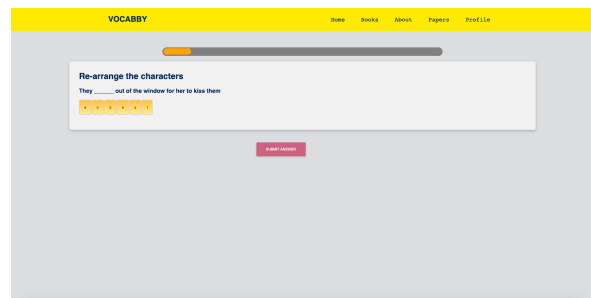 VOCABBY
Home Books About Papers Profile
Re-arrange the characters
They ______ out of the window for her to kiss them
SUBMIT ANSWER